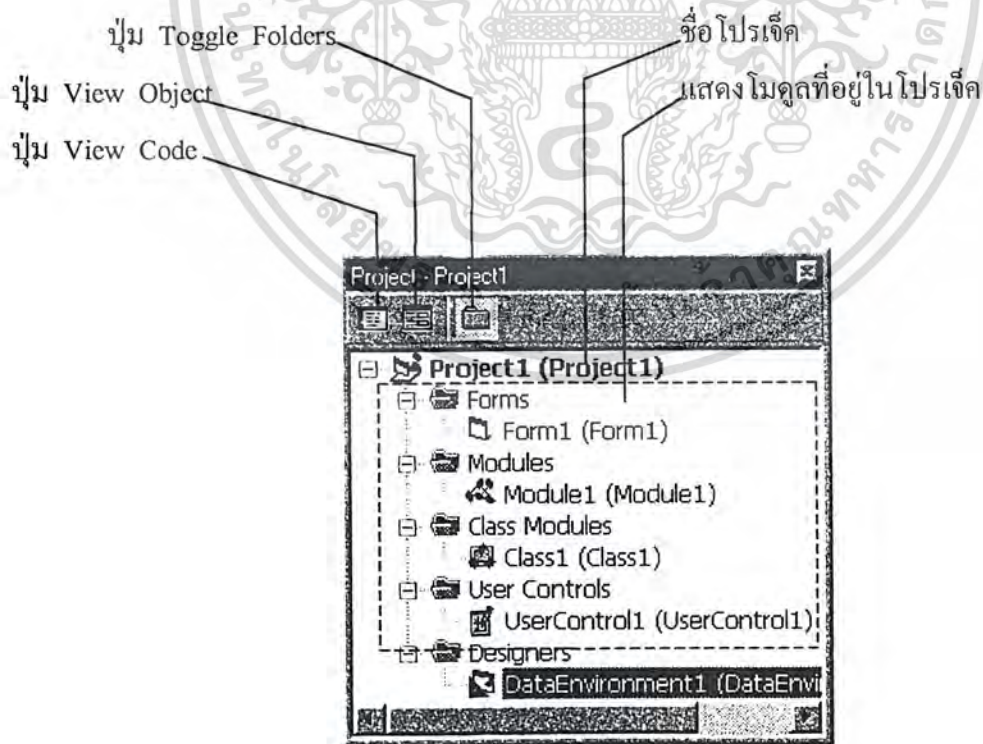 ปุ่ม Toggle Folders
ชื่อโปรเจ็ค
ปุ่ม View Object
แสดงโมดูลที่อยู่ในโปรเจ็ค
ปุ่ม View Code
Project - Project1
Project1 (Project1)
Forms
Form1 (Form1)
Modules
Module1 (Module1)
Class Modules
Class1 (Class1)
User Controls
UserControl1 (UserControl1)
Designers
DataEnvironment1 (DataEnvi